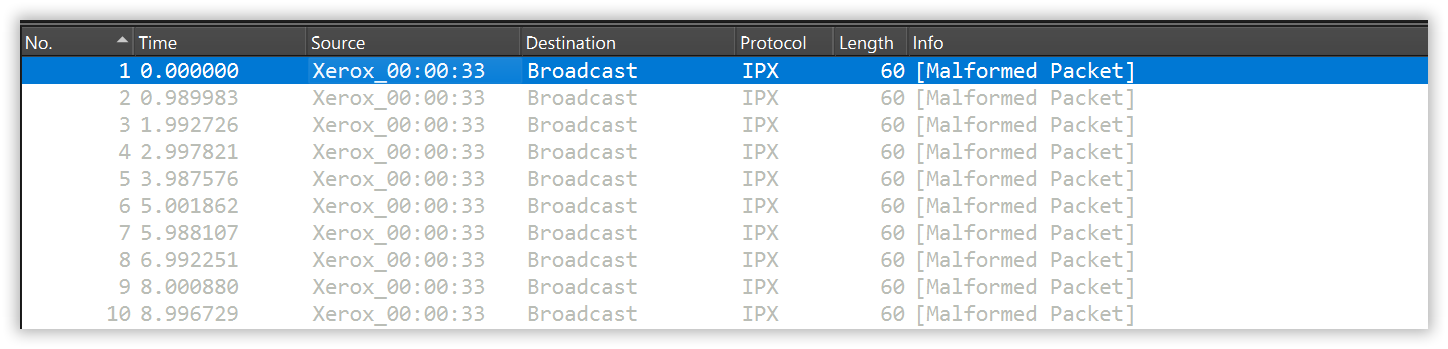 No. Time Source Destination Protocol Length Info
1 0.000000 Xerox_00:00:33 Broadcast IPX 60 [Malformed Packet]
2 0.989983 Xerox_00:00:33 Broadcast IPX 60 [Malformed Packet]
3 1.992726 Xerox_00:00:33 Broadcast IPX 60 [Malformed Packet]
4 2.997821 Xerox_00:00:33 Broadcast IPX 60 [Malformed Packet]
5 3.987576 Xerox_00:00:33 Broadcast IPX 60 [Malformed Packet]
6 5.001862 Xerox_00:00:33 Broadcast IPX 60 [Malformed Packet]
7 5.988107 Xerox_00:00:33 Broadcast IPX 60 [Malformed Packet]
8 6.992251 Xerox_00:00:33 Broadcast IPX 60 [Malformed Packet]
9 8.000880 Xerox_00:00:33 Broadcast IPX 60 [Malformed Packet]
10 8.996729 Xerox_00:00:33 Broadcast IPX 60 [Malformed Packet]